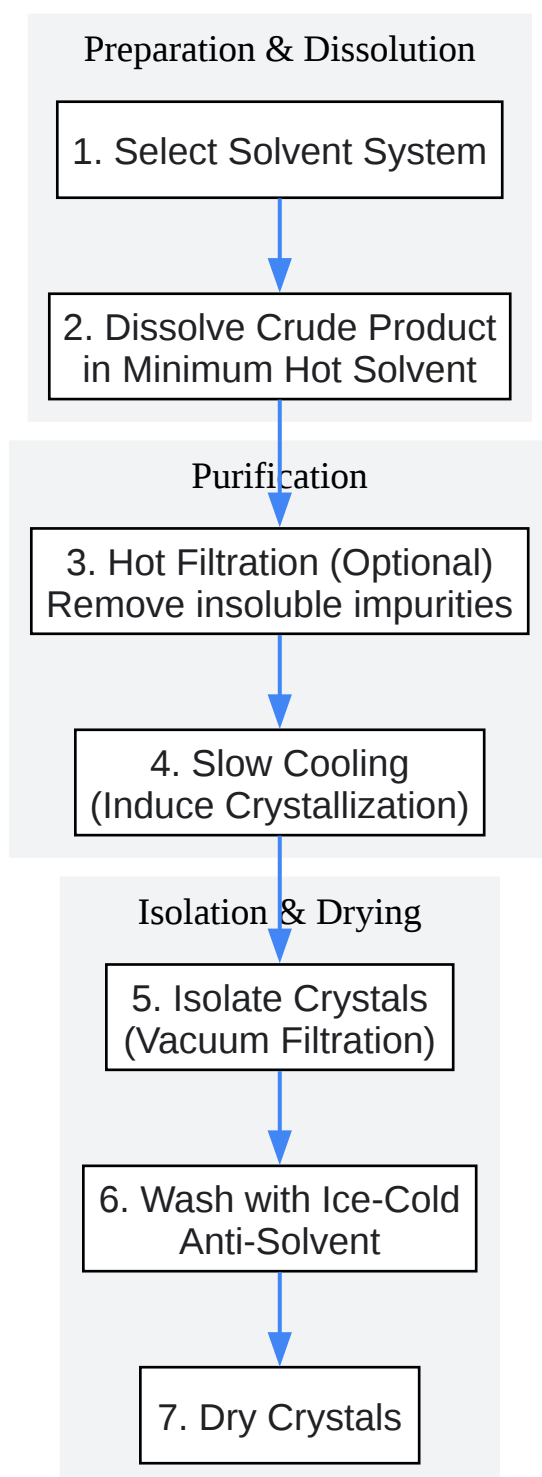 Preparation & Dissolution
1. Select Solvent System
2. Dissolve Crude Product
in Minimum Hot Solvent
Purification
3. Hot Filtration (Optional)
Remove insoluble impurities
4. Slow Cooling
(Induce Crystallization)
Isolation & Drying
5. Isolate Crystals
(Vacuum Filtration)
6. Wash with Ice-Cold
Anti-Solvent
7. Dry Crystals